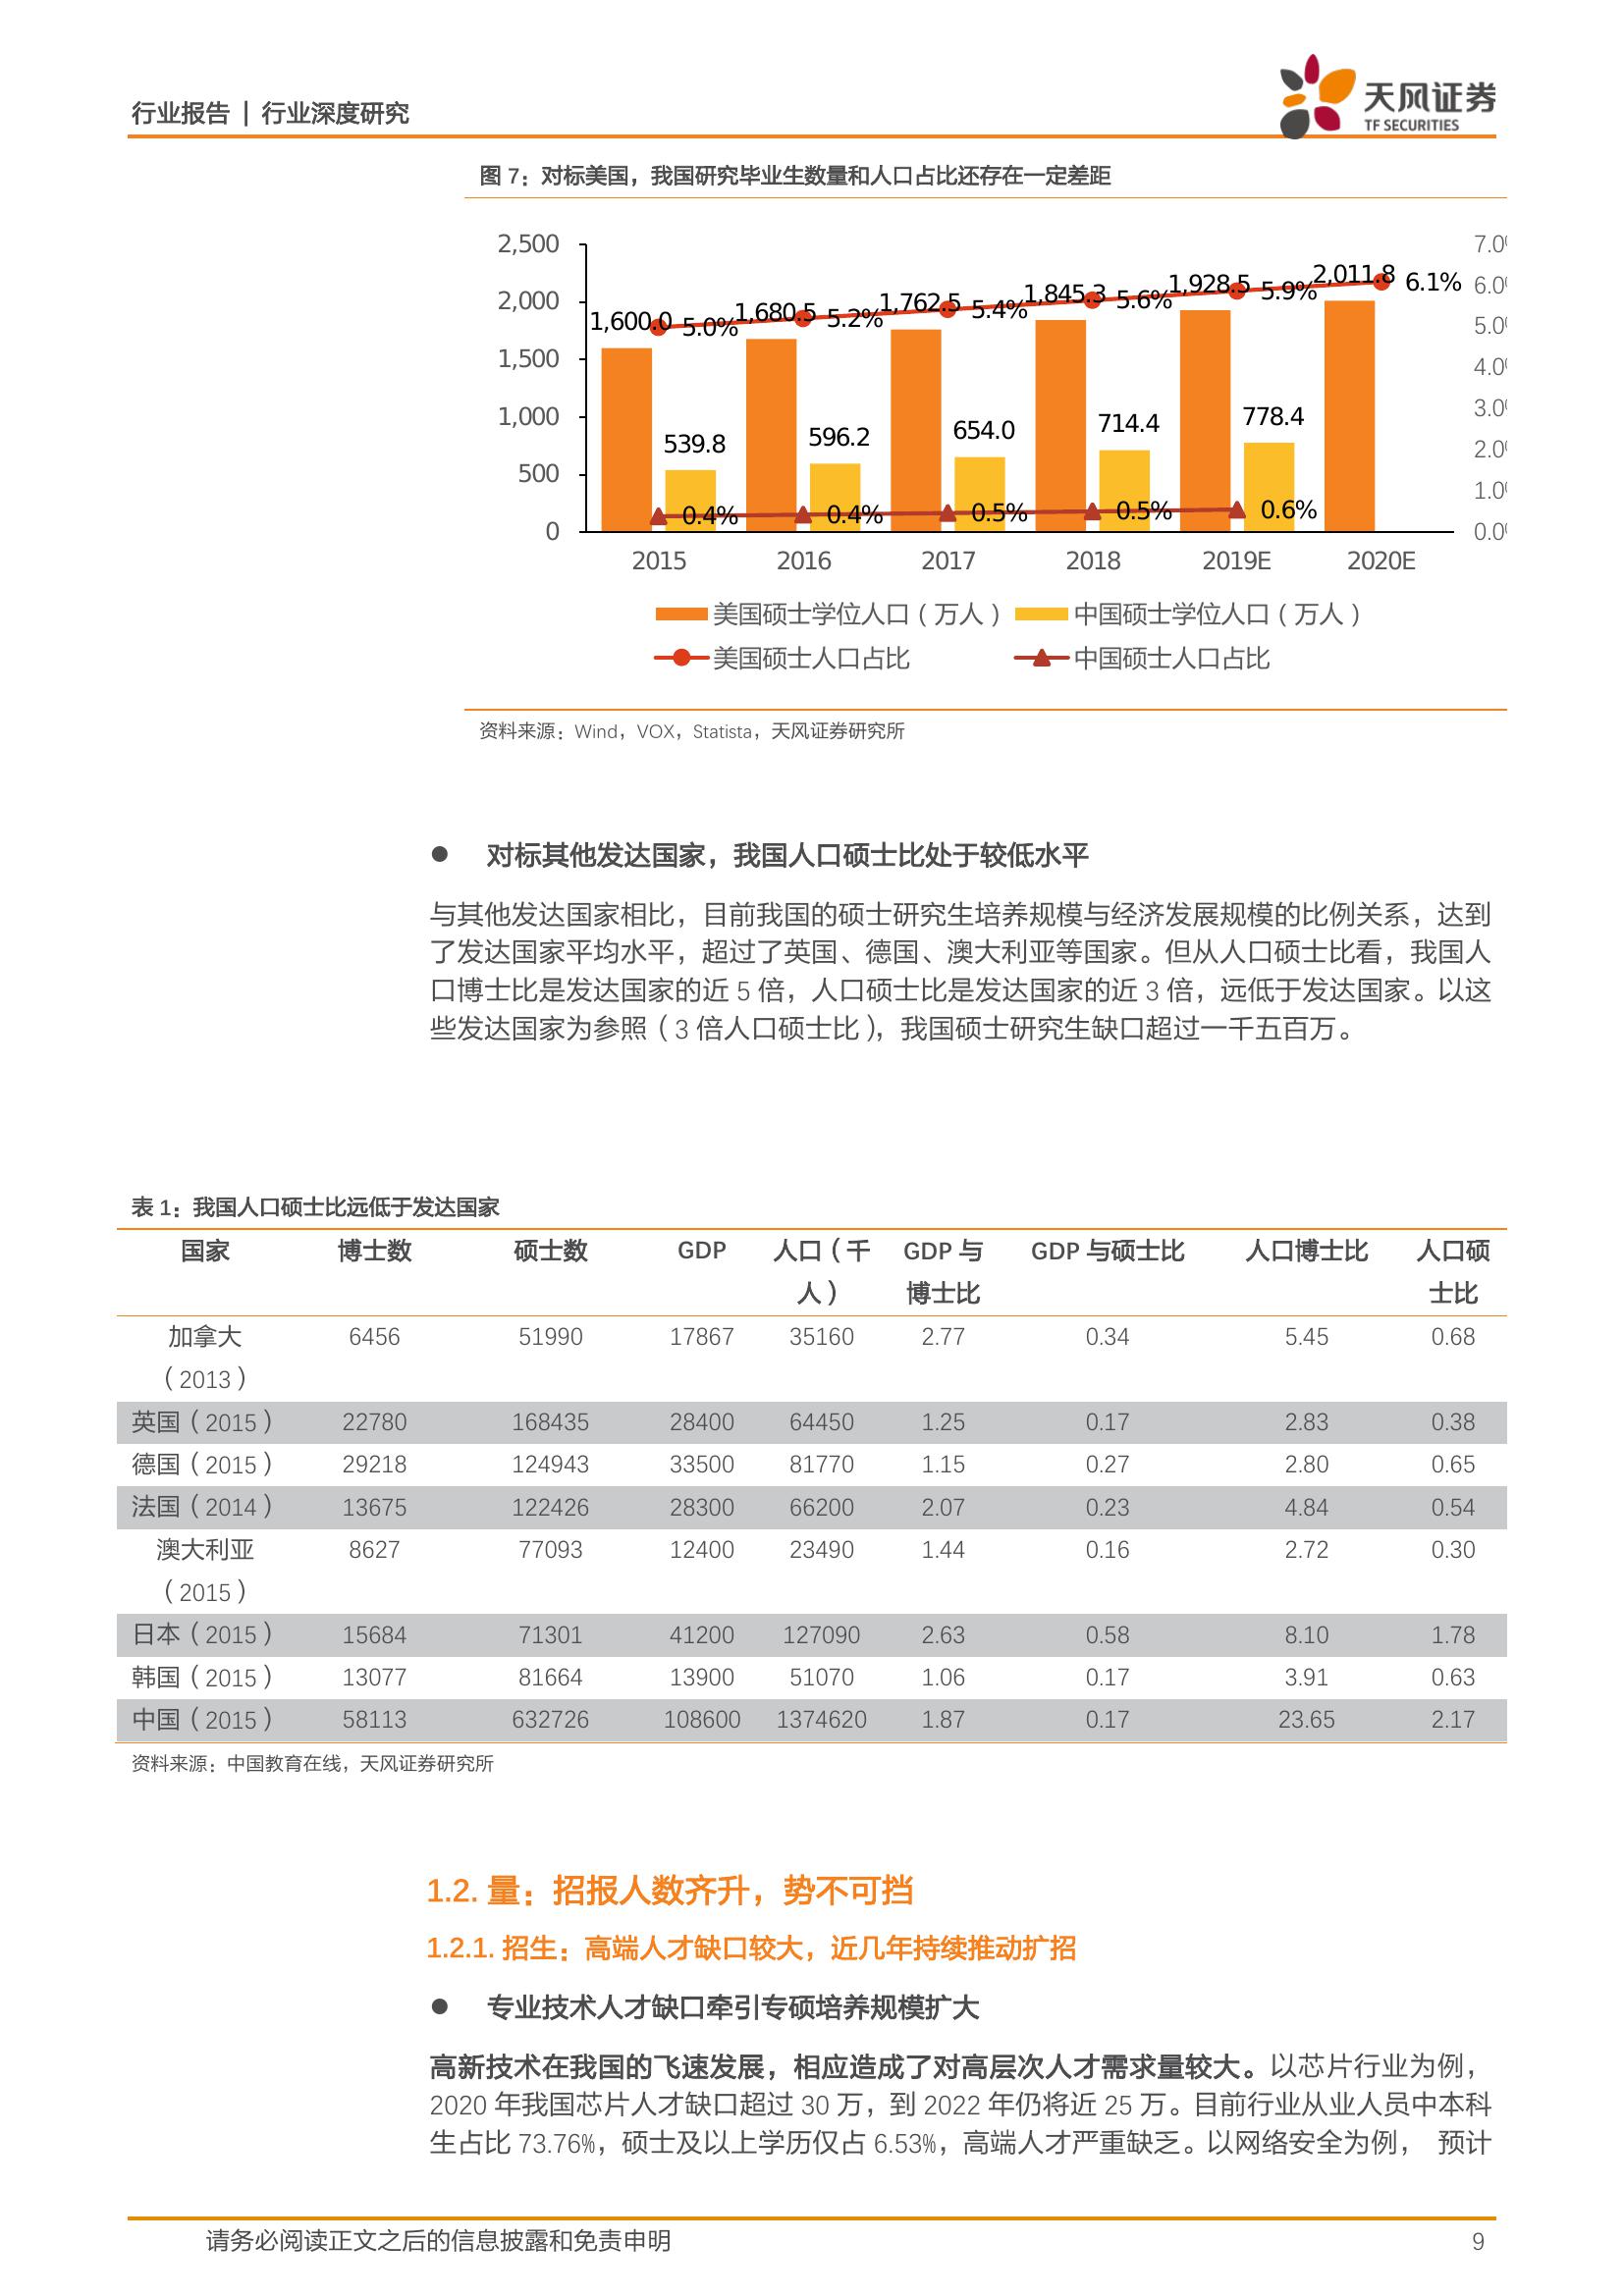 行业报告 | 行业深度研究
天风证券
TF SECURITIES
图 7：对标美国，我国研究毕业生数量和人口占比还存在一定差距
2,500
2,000
1,500
1,000
500
0
7.0
6.0
5.0
4.0
3.0
2.0
1.0
0.0
1,600.0 1,680.5 1,762.5 1,845.3 1,928.5 2,011.8
5.0% 5.2% 5.4% 5.6% 5.9% 6.1%
539.8 596.2 654.0 714.4 778.4
0.4% 0.4% 0.5% 0.5% 0.6%
2015 2016 2017 2018 2019E 2020E
美国硕士学位人口（万人） 中国硕士学位人口（万人）
美国硕士人口占比 中国硕士人口占比
资料来源：Wind，VOX，Statista，天风证券研究所
● 对标其他发达国家，我国人口硕士比处于较低水平
与其他发达国家相比，目前我国的硕士研究生培养规模与经济发展规模的比例关系，达到
了发达国家平均水平，超过了英国、德国、澳大利亚等国家。但从人口硕士比看，我国人
口博士比是发达国家的近 5 倍，人口硕士比是发达国家的近 3 倍，远低于发达国家。以这
些发达国家为参照（3 倍人口硕士比），我国硕士研究生缺口超过一千五百万。
表 1：我国人口硕士比远低于发达国家
国家 博士数 硕士数 GDP 人口（千 GDP 与 GDP 与硕士比 人口博士比 人口硕
人） 博士比 士比
加拿大 6456 51990 17867 35160 2.77 0.34 5.45 0.68
（2013）
英国（2015） 22780 168435 28400 64450 1.25 0.17 2.83 0.38
德国（2015） 29218 124943 33500 81770 1.15 0.27 2.80 0.65
法国（2014） 13675 122426 28300 66200 2.07 0.23 4.84 0.54
澳大利亚 8627 77093 12400 23490 1.44 0.16 2.72 0.30
（2015）
日本（2015） 15684 71301 41200 127090 2.63 0.58 8.10 1.78
韩国（2015） 13077 81664 13900 51070 1.06 0.17 3.91 0.63
中国（2015） 58113 632726 108600 1374620 1.87 0.17 23.65 2.17
资料来源：中国教育在线，天风证券研究所
1.2. 量：招报人数齐升，势不可挡
1.2.1. 招生：高端人才缺口较大，近几年持续推动扩招
● 专业技术人才缺口牵引专硕培养规模扩大
高新技术在我国的飞速发展，相应造成了对高层次人才需求量较大。以芯片行业为例，
2020 年我国芯片人才缺口超过 30 万，到 2022 年仍将近 25 万。目前行业从业人员中本科
生占比 73.76%，硕士及以上学历仅占 6.53%，高端人才严重缺乏。以网络安全为例， 预计
请务必阅读正文之后的信息披露和免责申明 9